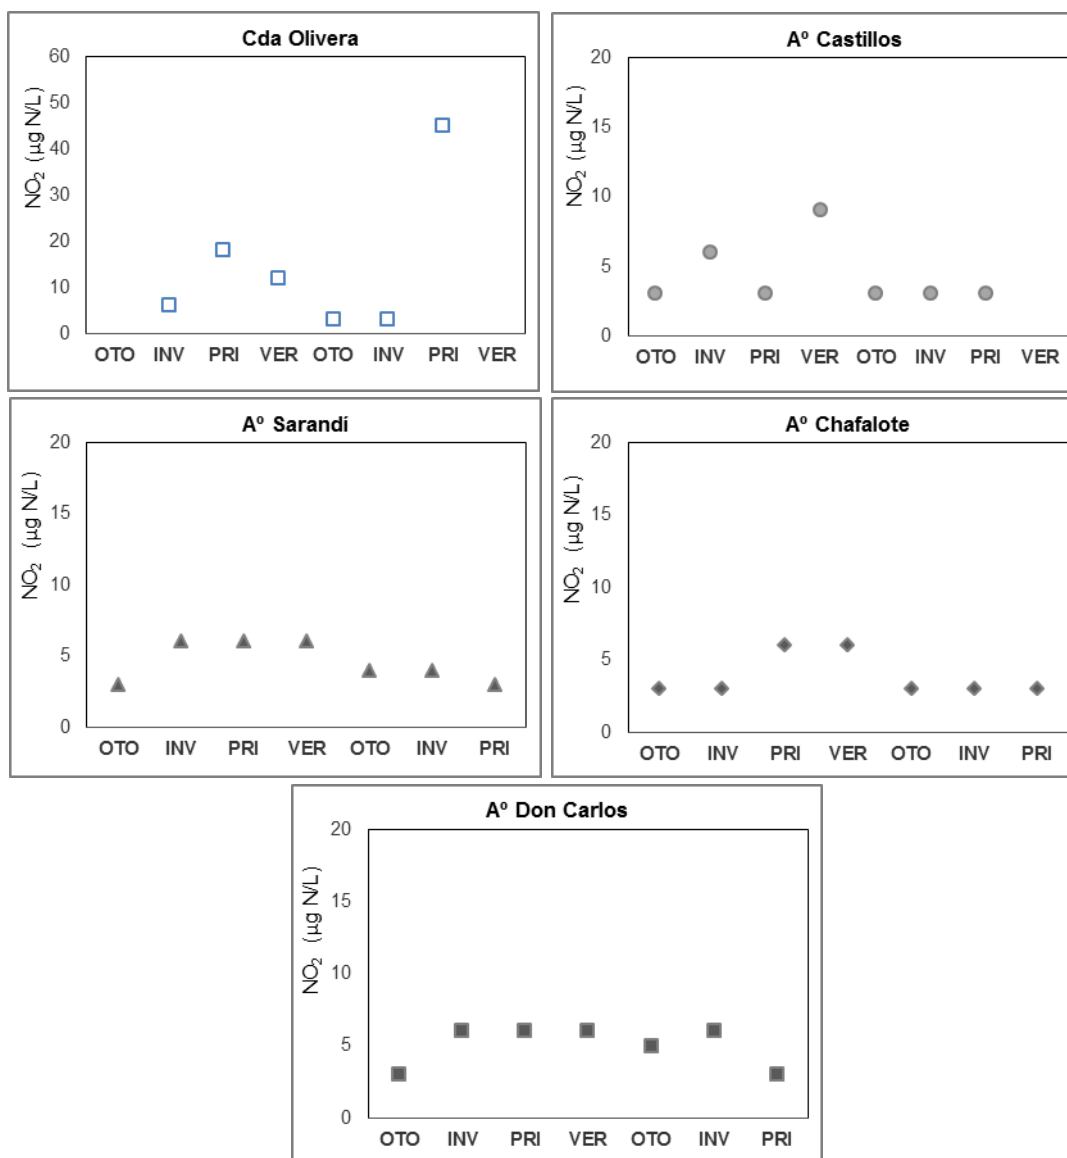 Cda Olivera
NO₂ (µg N/L)
60
50
40
30
20
10
0
OTO INV PRI VER OTO INV PRI VER
Aº Castillos
NO₂ (µg N/L)
20
15
10
5
0
OTO INV PRI VER OTO INV PRI VER
Aº Sarandí
NO₂ (µg N/L)
20
15
10
5
0
OTO INV PRI VER OTO INV PRI
Aº Chafalote
NO₂ (µg N/L)
20
15
10
5
0
OTO INV PRI VER OTO INV PRI
Aº Don Carlos
NO₂ (µg N/L)
20
15
10
5
0
OTO INV PRI VER OTO INV PRI